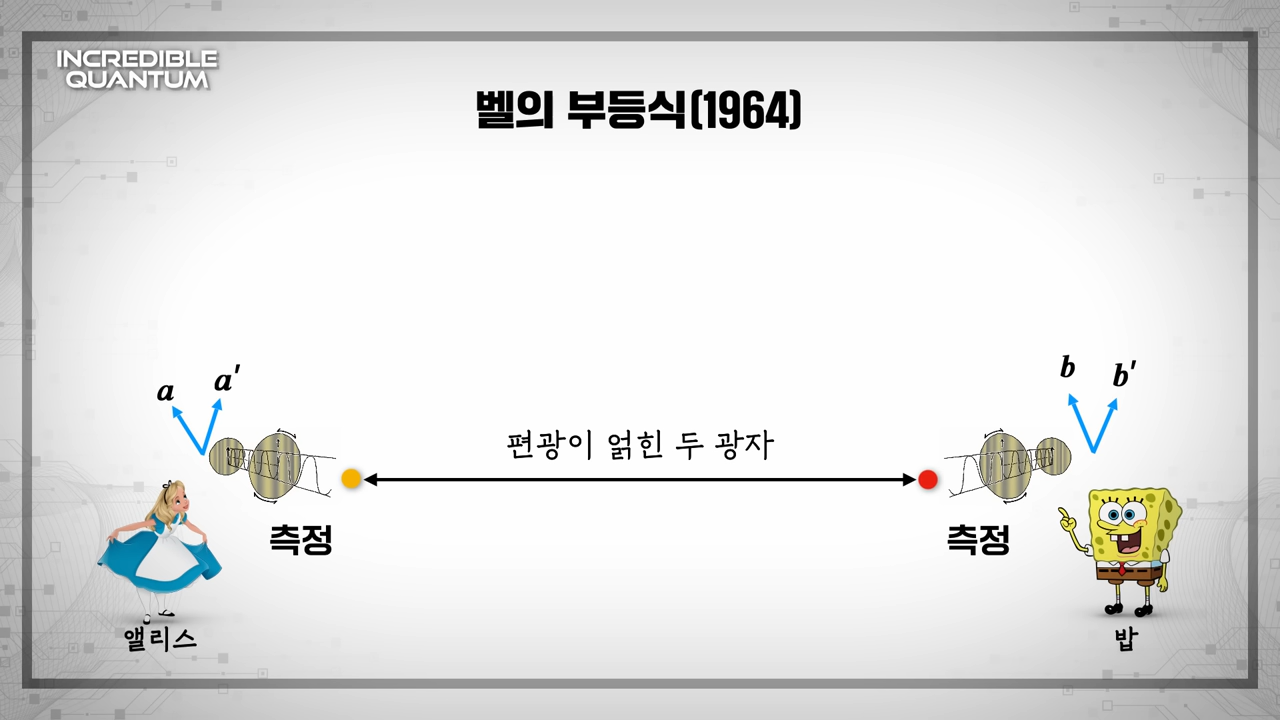 INCREDIBLE
QUANTUM
벨의 부등식(1964)
a
a′
b
b′
편광이 얽힌 두 광자
측정
측정
앨리스
밥